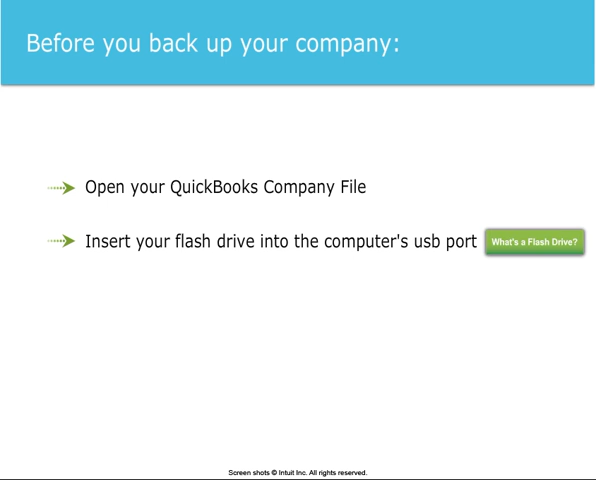 Before you back up your company:
Open your QuickBooks Company File
Insert your flash drive into the computer's usb port
What's a Flash Drive?
Screen shots © Intuit Inc. All rights reserved.